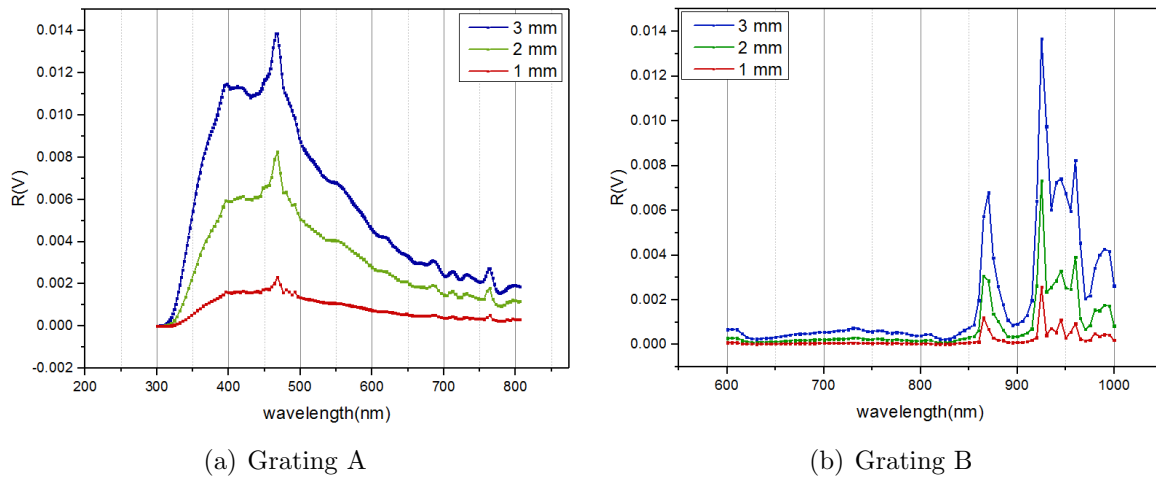 3 mm
2 mm
1 mm
0.014
0.012
0.010
0.008
0.006
0.004
0.002
0.000
-0.002
R(V)
200 300 400 500 600 700 800
wavelength(nm)
(a) Grating A
3 mm
2 mm
1 mm
0.014
0.012
0.010
0.008
0.006
0.004
0.002
0.000
R(V)
600 700 800 900 1000
wavelength(nm)
(b) Grating B